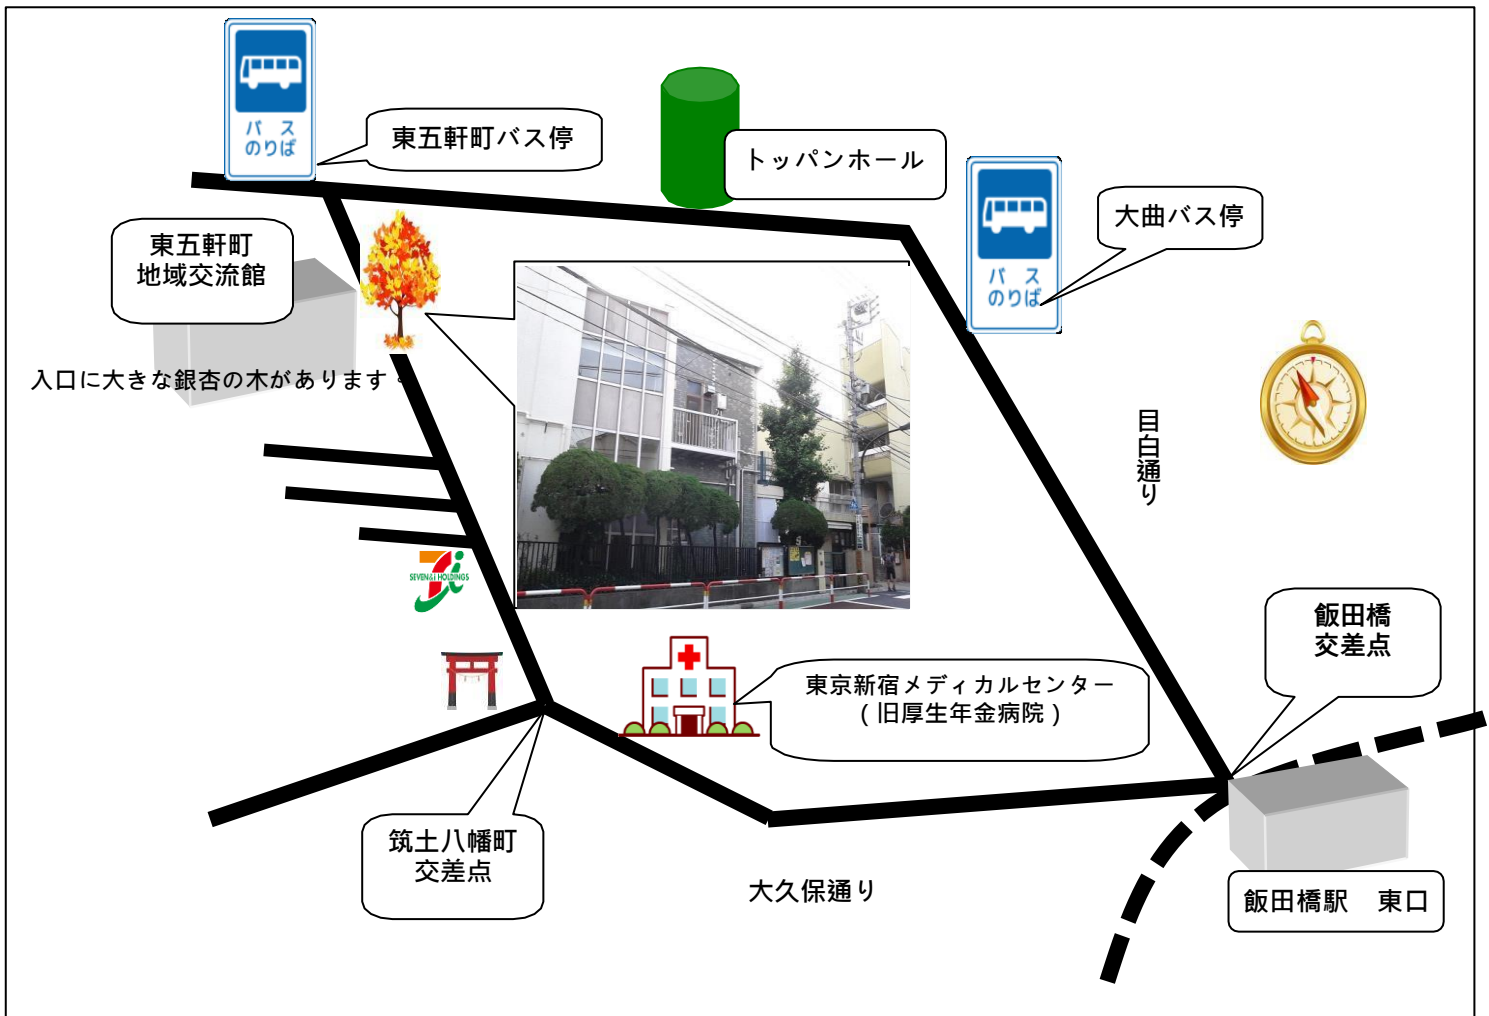 バス
のりば
東五軒町バス停
トッパンホール
バス
のりば
大曲バス停
東五軒町
地域交流館
入口に大きな銀杏の木があります。
目白通り
SEVEN&i HOLDINGS
飯田橋
交差点
東京新宿メディカルセンター
(旧厚生年金病院)
筑土八幡町
交差点
大久保通り
飯田橋駅　東口